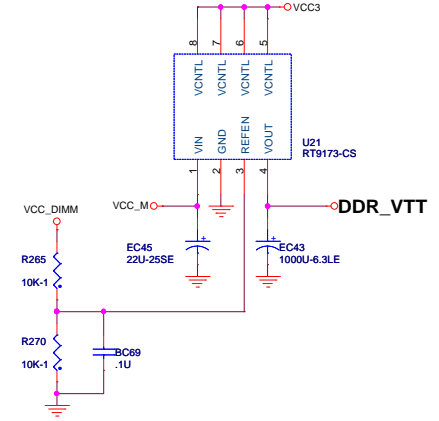 VCC3
8
7
6
5
VCNTL
VCNTL
VCNTL
VCNTL
VIN
GND
REFEN
VOUT
U21
RT9173-CS
1
2
3
4
VCC_DIMM
VCC_M
DDR_VTT
EC45
22U-25SE
EC43
1000U-6.3LE
R265
10K-1
R270
10K-1
BC69
.1U